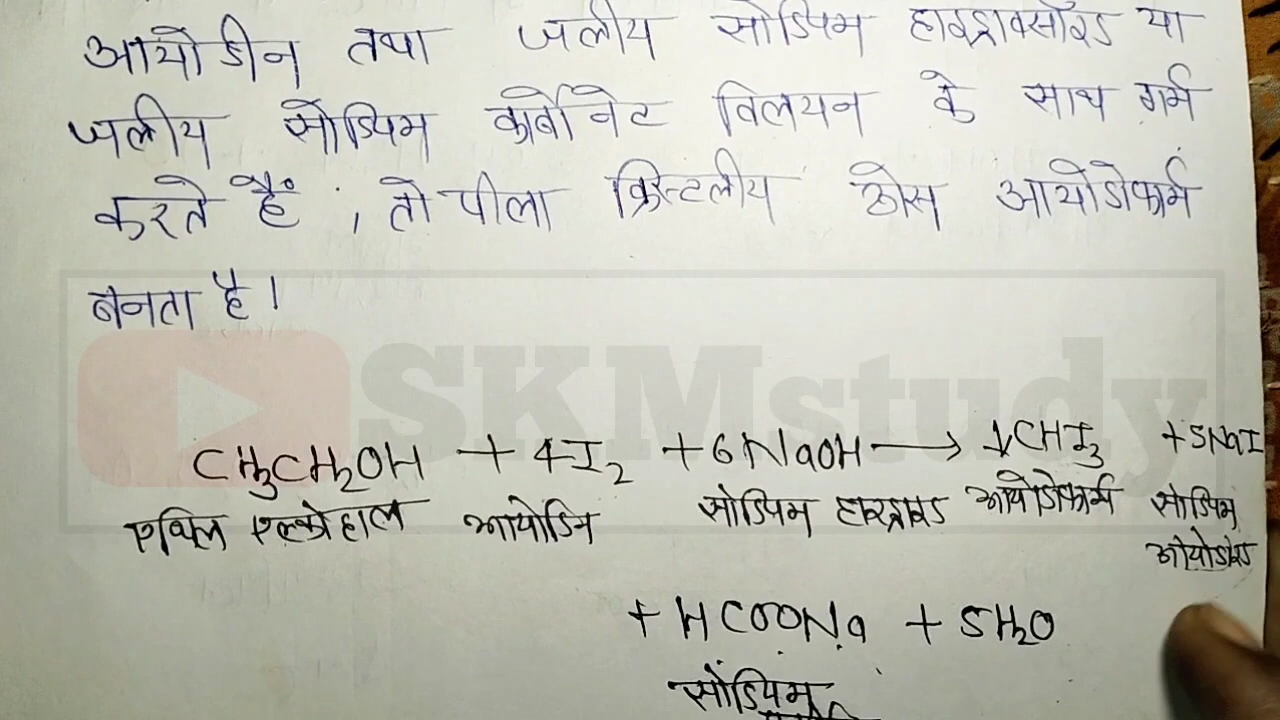 आयोडीन तथा जलीय सोडियम हाइड्राक्साइड या
जलीय सोडियम कार्बोनेट विलयन के साथ गर्म
करते हैं, तो पीला क्रिस्टलीय ठोस आयोडोफार्म
बनता है।
SKMstudy
CH3CH2OH + 4I2 + 6NaOH → ↓CHI3 + 5NaI
एथिल एल्कोहाल आयोडिन सोडियम हाइड्राइड आयोडोफार्म सोडियम
आयोडाइड
+ HCOONa + 5H2O
सोडियम